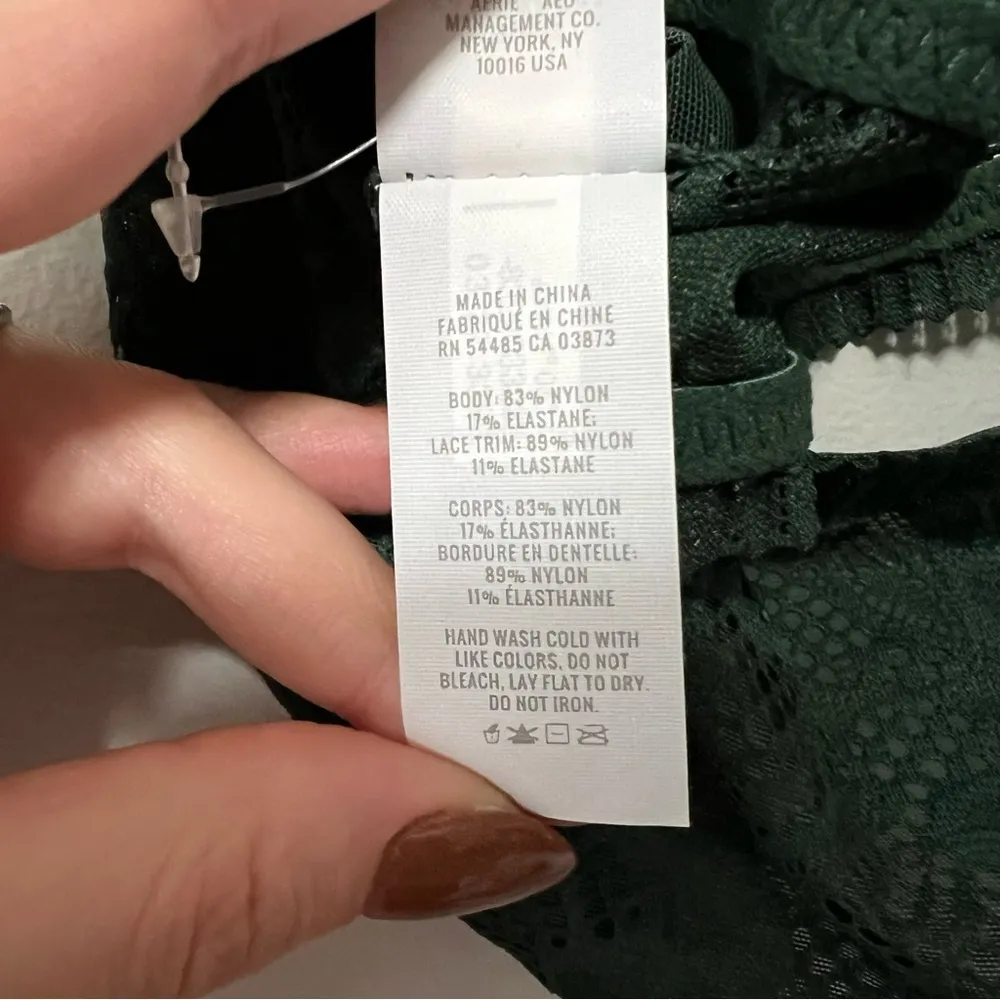 AERIE AEO
MANAGEMENT CO.
NEW YORK, NY
10016 USA
MADE IN CHINA
FABRIQUÉ EN CHINE
RN 54485 CA 03873
BODY: 83% NYLON
17% ELASTANE;
LACE TRIM: 89% NYLON
11% ELASTANE
CORPS: 83% NYLON
17% ÉLASTHANNE;
BORDURE EN DENTELLE:
89% NYLON
11% ÉLASTHANNE
HAND WASH COLD WITH
LIKE COLORS, DO NOT
BLEACH, LAY FLAT TO DRY.
DO NOT IRON.